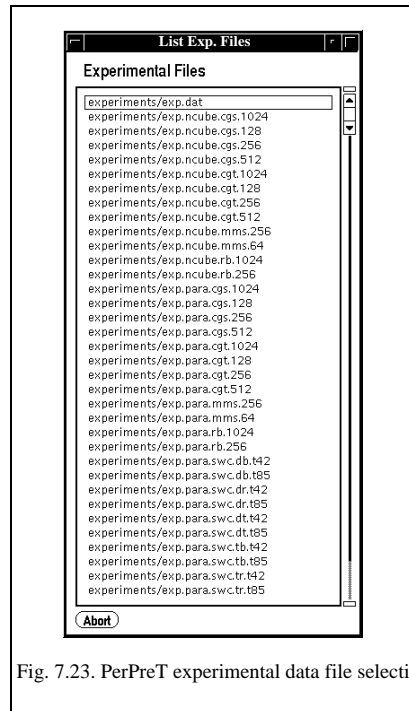 List Exp. Files
Experimental Files
experiments/exp.dat
experiments/exp.ncube.cgs.1024
experiments/exp.ncube.cgs.128
experiments/exp.ncube.cgs.256
experiments/exp.ncube.cgs.512
experiments/exp.ncube.cgt.1024
experiments/exp.ncube.cgt.128
experiments/exp.ncube.cgt.256
experiments/exp.ncube.cgt.512
experiments/exp.ncube.mms.256
experiments/exp.ncube.mms.64
experiments/exp.ncube.rb.1024
experiments/exp.ncube.rb.256
experiments/exp.para.cgs.1024
experiments/exp.para.cgs.128
experiments/exp.para.cgs.256
experiments/exp.para.cgs.512
experiments/exp.para.cgt.1024
experiments/exp.para.cgt.128
experiments/exp.para.cgt.256
experiments/exp.para.cgt.512
experiments/exp.para.mms.256
experiments/exp.para.mms.64
experiments/exp.para.rb.1024
experiments/exp.para.rb.256
experiments/exp.para.swc.db.t42
experiments/exp.para.swc.db.t85
experiments/exp.para.swc.dr.t42
experiments/exp.para.swc.dr.t85
experiments/exp.para.swc.dt.t42
experiments/exp.para.swc.dt.t85
experiments/exp.para.swc.tb.t42
experiments/exp.para.swc.tb.t85
experiments/exp.para.swc.tr.t42
experiments/exp.para.swc.tr.t85
Abort
Fig. 7.23. PerPreT experimental data file selecti